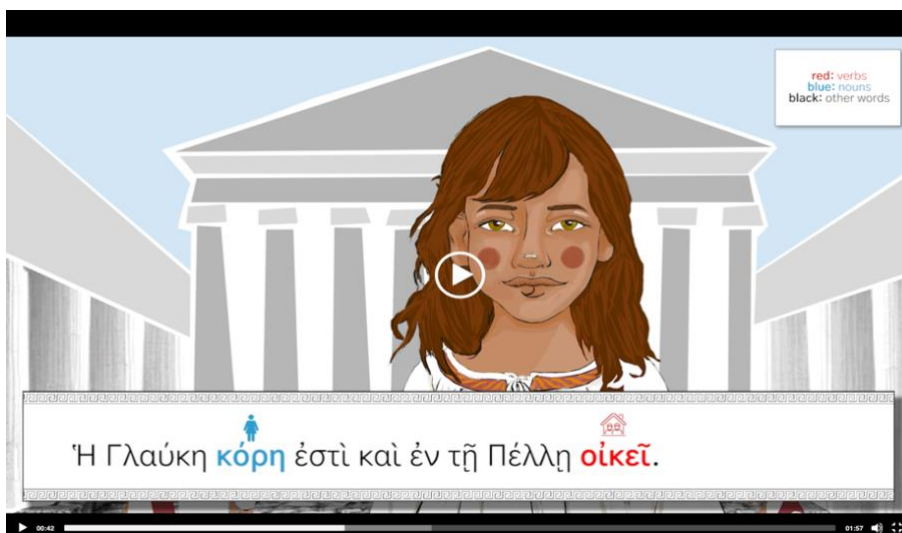 red: verbs
blue: nouns
black: other words
Ἡ Γλαύκη κόρη ἐστὶ καὶ ἐν τῇ Πέλλῃ οἰκεῖ.
00:42
01:57